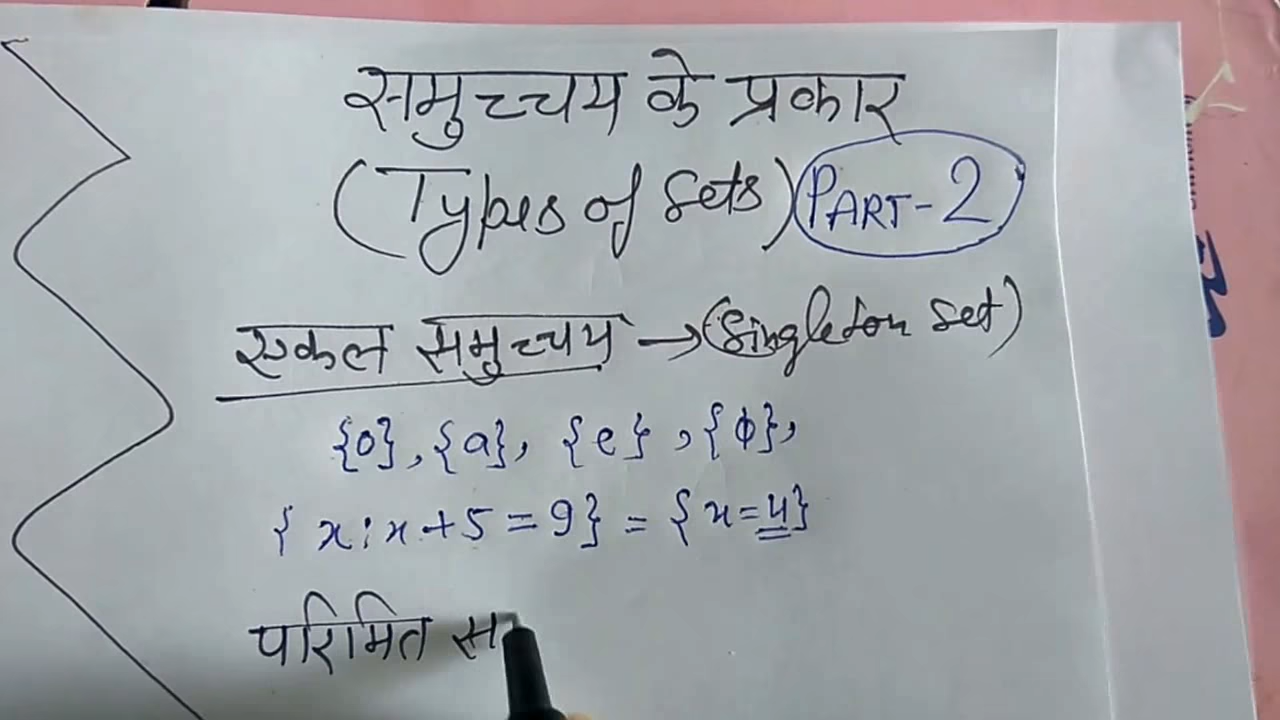 समुच्चय के प्रकार
(Types of Sets) PART-2
एकल समुच्चय → (Singleton Set)
{0}, {a}, {e}, {ϕ},
{ x : x + 5 = 9} = {x = 4}
परिमित स